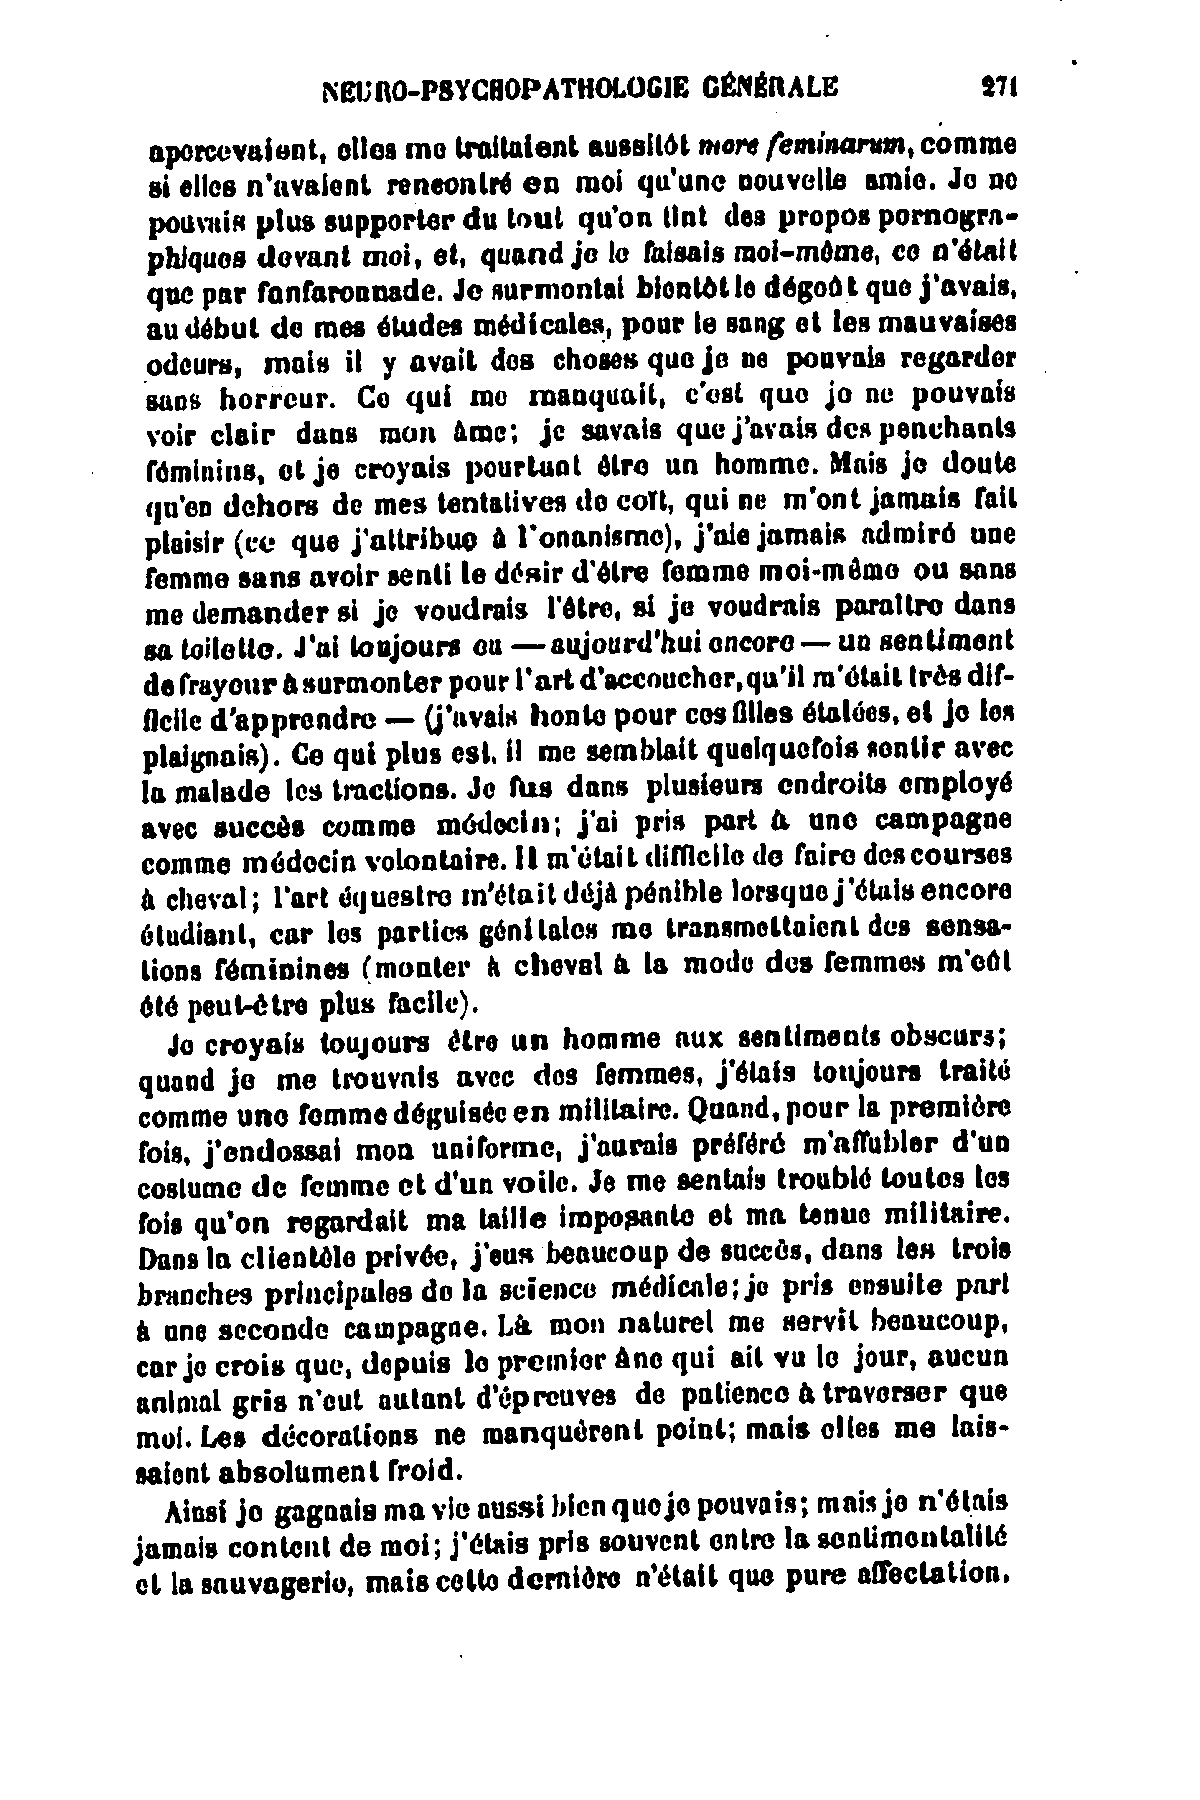 NEURO-PSYCHOPATHOLOGIE GÉNÉRALE 271
apercevaient, elles me traitaient aussitôt more feminarum, comme
si elles n'avaient rencontré en moi qu'une nouvelle amie. Je ne
pouvais plus supporter du tout qu'on tînt des propos pornogra-
phiques devant moi, et, quand je le faisais moi-même, ce n'était
que par fanfaronnade. Je surmontai bientôt le dégoût que j'avais,
au début de mes études médicales, pour le sang et les mauvaises
odeurs, mais il y avait des choses que je ne pouvais regarder
sans horreur. Ce qui me manquait, c'est que je ne pouvais
voir clair dans mon âme; je savais que j'avais des penchants
féminins, et je croyais pourtant être un homme. Mais je doute
qu'en dehors de mes tentatives de coït, qui ne m'ont jamais fait
plaisir (ce que j'attribue à l'onanisme), j'aie jamais admiré une
femme sans avoir senti le désir d'être femme moi-même ou sans
me demander si je voudrais l'être, si je voudrais paraître dans
sa toilette. J'ai toujours eu — aujourd'hui encore — un sentiment
de frayeur à surmonter pour l'art d'accoucher, qu'il m'était très dif-
ficile d'apprendre — (j'avais honte pour ces filles étalées, et je les
plaignais). Ce qui plus est, il me semblait quelquefois sentir avec
la malade les tractions. Je fus dans plusieurs endroits employé
avec succès comme médecin; j'ai pris part à une campagne
comme médecin volontaire. Il m'était difficile de faire des courses
à cheval; l'art équestre m'était déjà pénible lorsque j'étais encore
étudiant, car les parties génitales me transmettaient des sensa-
tions féminines (monter à cheval à la mode des femmes m'eût
été peut-être plus facile).
Je croyais toujours être un homme aux sentiments obscurs;
quand je me trouvais avec des femmes, j'étais toujours traité
comme une femme déguisée en militaire. Quand, pour la première
fois, j'endossai mon uniforme, j'aurais préféré m'affubler d'un
costume de femme et d'un voile. Je me sentais troublé toutes les
fois qu'on regardait ma taille imposante et ma tenue militaire.
Dans la clientèle privée, j'eus beaucoup de succès, dans les trois
branches principales de la science médicale; je pris ensuite part
à une seconde campagne. Là mon naturel me servit beaucoup,
car je crois que, depuis le premier âne qui ait vu le jour, aucun
animal gris n'eut autant d'épreuves de patience à traverser que
moi. Les décorations ne manquèrent point; mais elles me lais-
saient absolument froid.
Ainsi je gagnais ma vie aussi bien que je pouvais; mais je n'étais
jamais content de moi; j'étais pris souvent entre la sentimentalité
et la sauvagerie, mais cette dernière n'était que pure affectation.